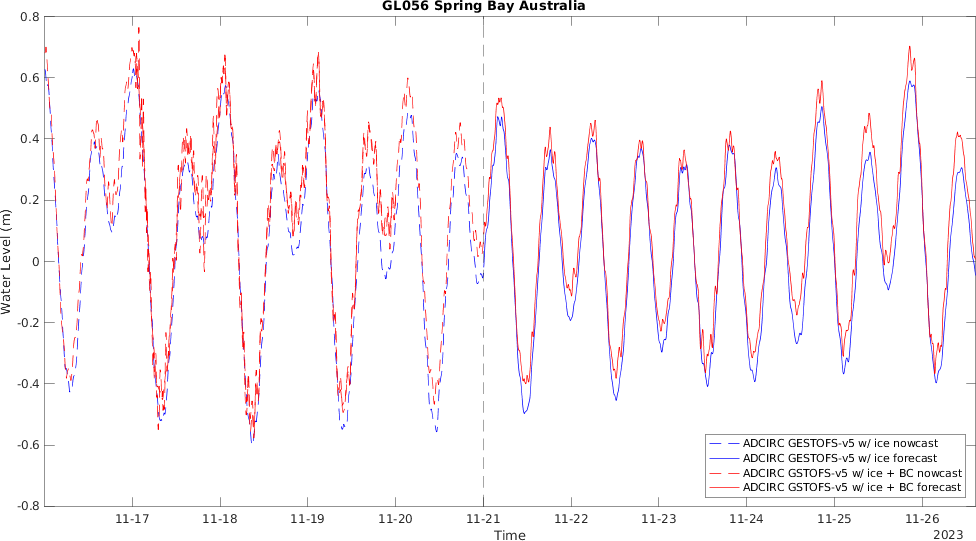 GL056 Spring Bay Australia
0.8
0.6
0.4
0.2
0
-0.2
-0.4
-0.6
-0.8
Water Level (m)
11-17
11-18
11-19
11-20
11-21
11-22
11-23
11-24
11-25
11-26
Time
2023
ADCIRC GESTOFS-v5 w/ ice nowcast
ADCIRC GESTOFS-v5 w/ ice forecast
ADCIRC GSTOFS-v5 w/ ice + BC nowcast
ADCIRC GSTOFS-v5 w/ ice + BC forecast